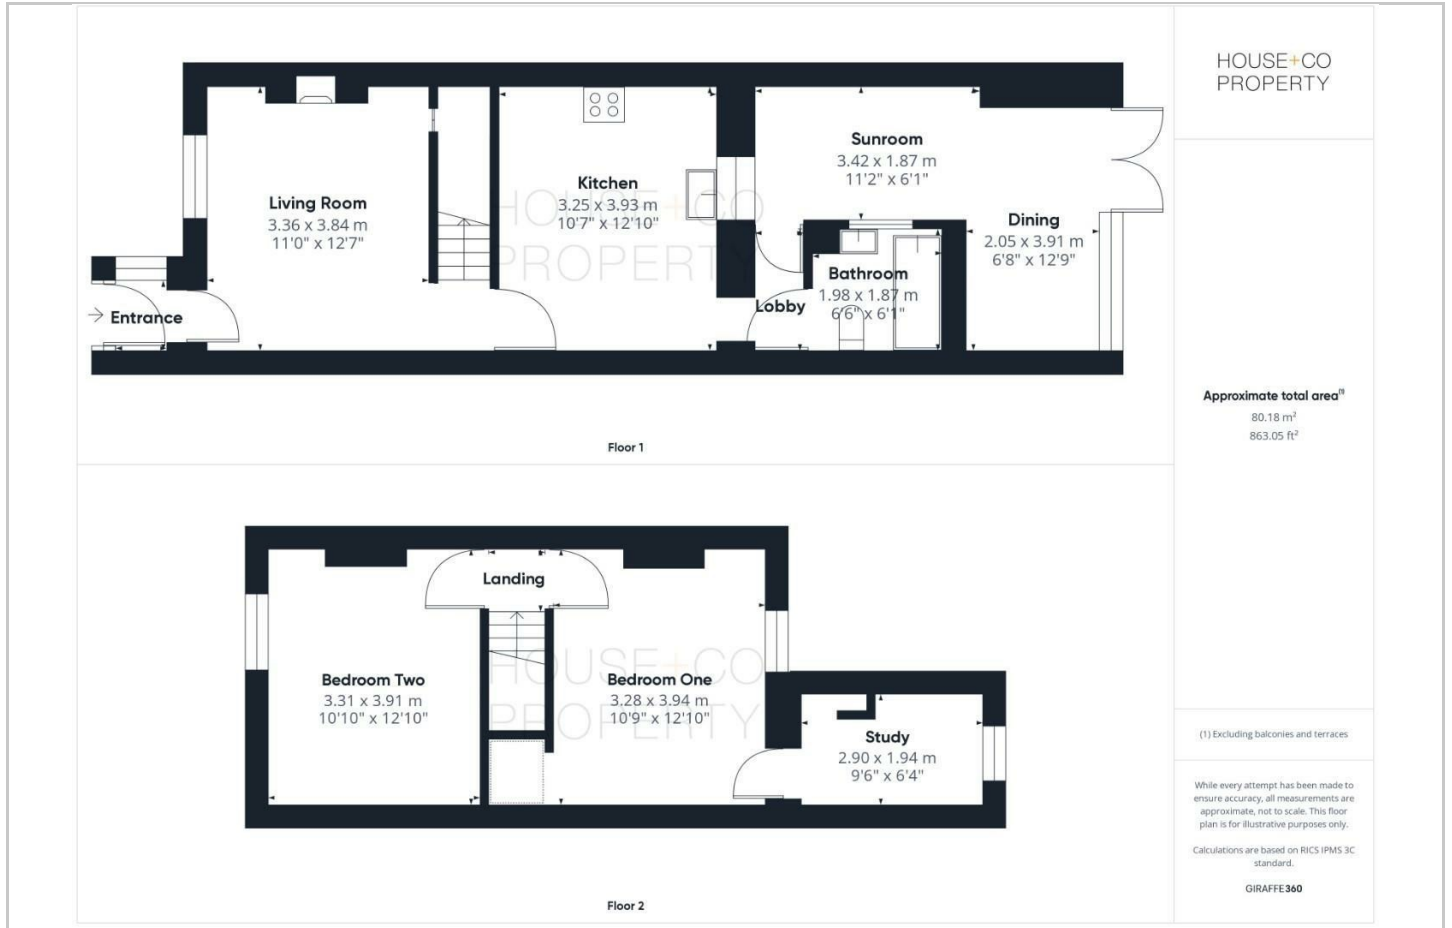 HOUSE+CO
PROPERTY
Sunroom
3.42 x 1.87 m
11'2" x 6'1"
Kitchen
3.25 x 3.93 m
10'7" x 12'10"
Living Room
3.36 x 3.84 m
11'0" x 12'7"
Dining
2.05 x 3.91 m
6'8" x 12'9"
Bathroom
1.98 x 1.87 m
6'6" x 6'1"
Lobby
Entrance
HOUSE+CO
PROPERTY
Floor 1
Approximate total area(1)
80.18 m²
863.05 ft²
Landing
Bedroom Two
3.31 x 3.91 m
10'10" x 12'10"
Bedroom One
3.28 x 3.94 m
10'9" x 12'10"
Study
2.90 x 1.94 m
9'6" x 6'4"
HOUSE+CO
PROPERTY
Floor 2
(1) Excluding balconies and terraces
While every attempt has been made to
ensure accuracy, all measurements are
approximate, not to scale. This floor
plan is for illustrative purposes only.
Calculations are based on RICS IPMS 3C
standard.
GIRAFFE360